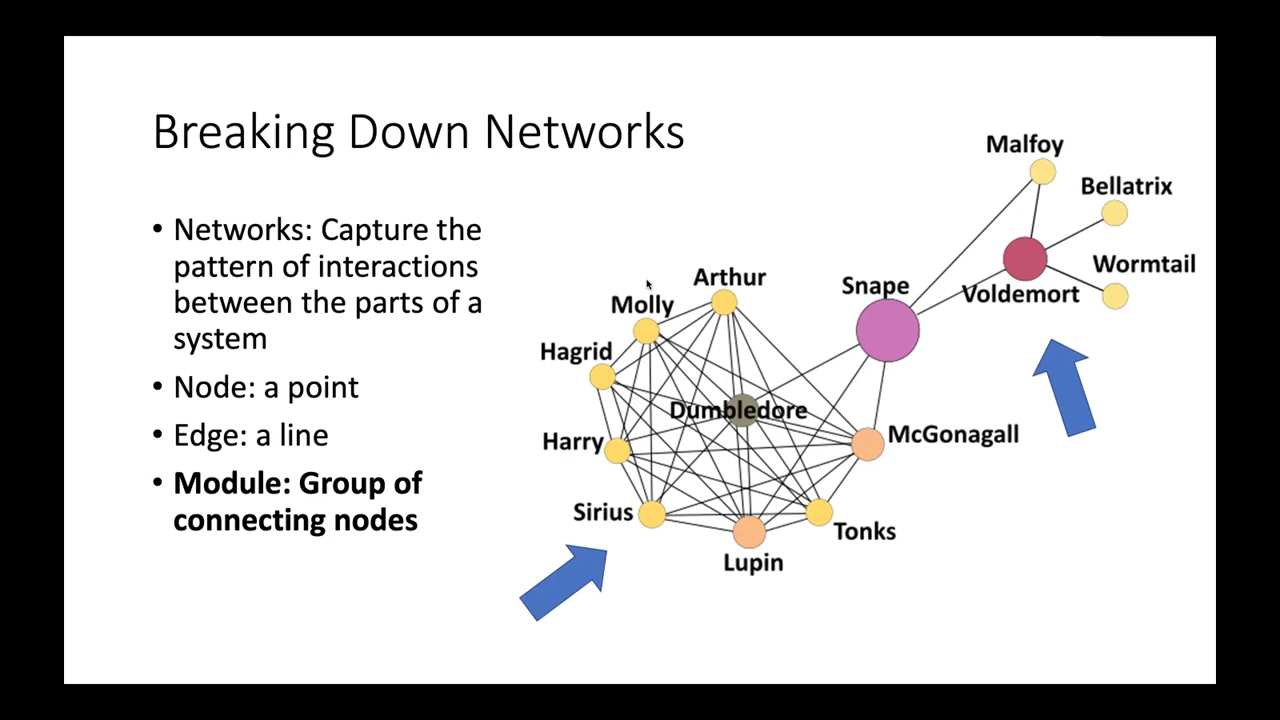 Breaking Down Networks
• Networks: Capture the
pattern of interactions
between the parts of a
system
• Node: a point
• Edge: a line
• Module: Group of
connecting nodes
Malfoy
Bellatrix
Wormtail
Voldemort
Snape
Arthur
Molly
Hagrid
Dumbledore
Harry
McGonagall
Sirius
Tonks
Lupin